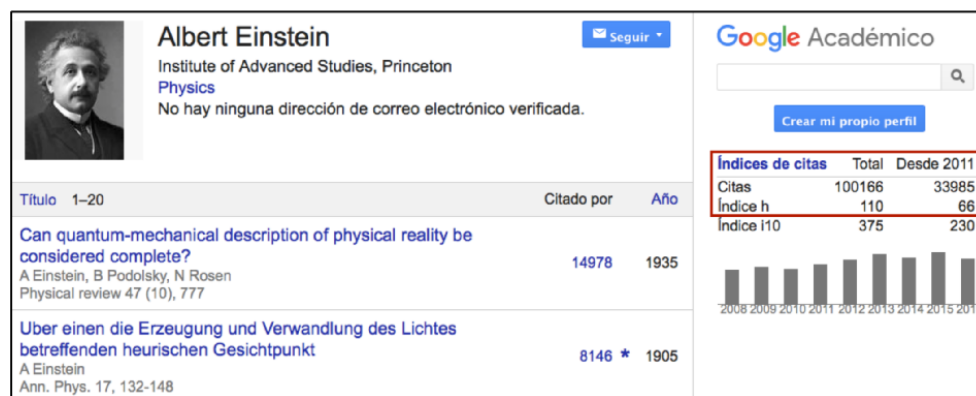 Albert Einstein
Seguir
Institute of Advanced Studies, Princeton
Physics
No hay ninguna dirección de correo electrónico verificada.
Título 1–20 Citado por Año
Can quantum-mechanical description of physical reality be
considered complete?
A Einstein, B Podolsky, N Rosen
Physical review 47 (10), 777
14978 1935
Uber einen die Erzeugung und Verwandlung des Lichtes
betreffenden heurischen Gesichtpunkt
A Einstein
Ann. Phys. 17, 132-148
8146 * 1905
Google Académico
Crear mi propio perfil
Índices de citas Total Desde 2011
Citas 100166 33985
Índice h 110 66
Índice i10 375 230
2008 2009 2010 2011 2012 2013 2014 2015